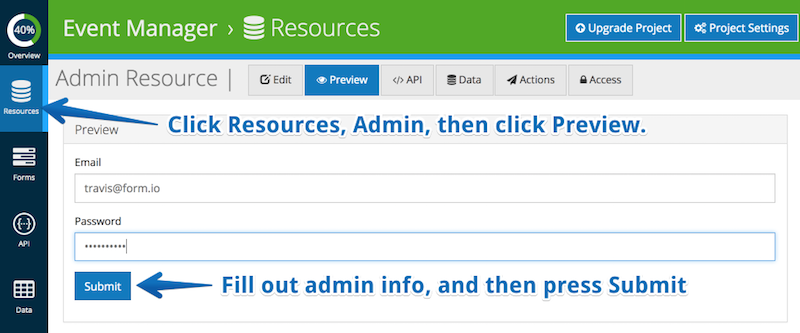 40%
Overview
Event Manager › Resources
Upgrade Project
Project Settings
Resources
Admin Resource |
Edit
Preview
</> API
Data
Actions
Access
Click Resources, Admin, then click Preview.
Preview
Email
travis@form.io
Password
••••••••••
Submit
Fill out admin info, and then press Submit
Forms
API
Data